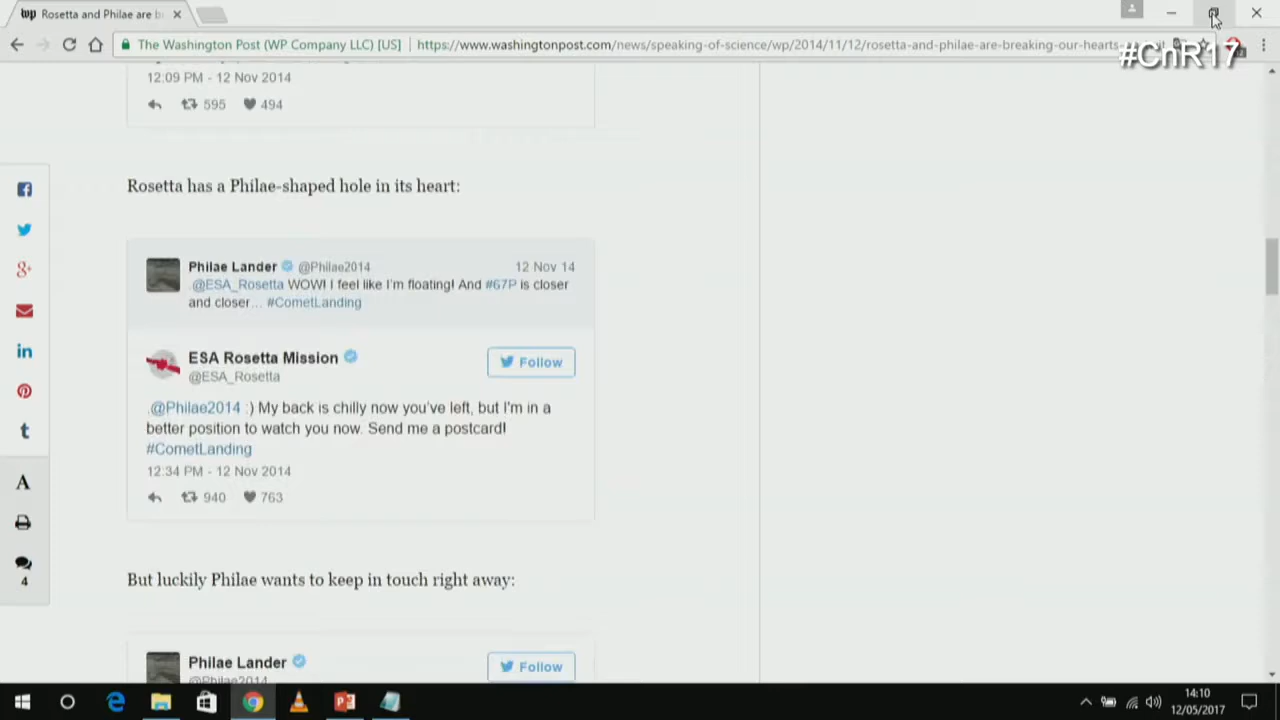 wp Rosetta and Philae are b
The Washington Post (WP Company LLC) [US] https://www.washingtonpost.com/news/speaking-of-science/wp/2014/11/12/rosetta-and-philae-are-breaking-our-hearts
#CnR17
12:09 PM - 12 Nov 2014
595 494
Rosetta has a Philae-shaped hole in its heart:
Philae Lander @Philae2014 12 Nov 14
.@ESA_Rosetta WOW! I feel like I'm floating! And #67P is closer
and closer... #CometLanding
ESA Rosetta Mission
Follow
@ESA_Rosetta
.@Philae2014 :) My back is chilly now you've left, but I'm in a
better position to watch you now. Send me a postcard!
#CometLanding
12:34 PM - 12 Nov 2014
940 763
But luckily Philae wants to keep in touch right away:
Philae Lander
Follow
@Philae2014
A
4
14:10
12/05/2017